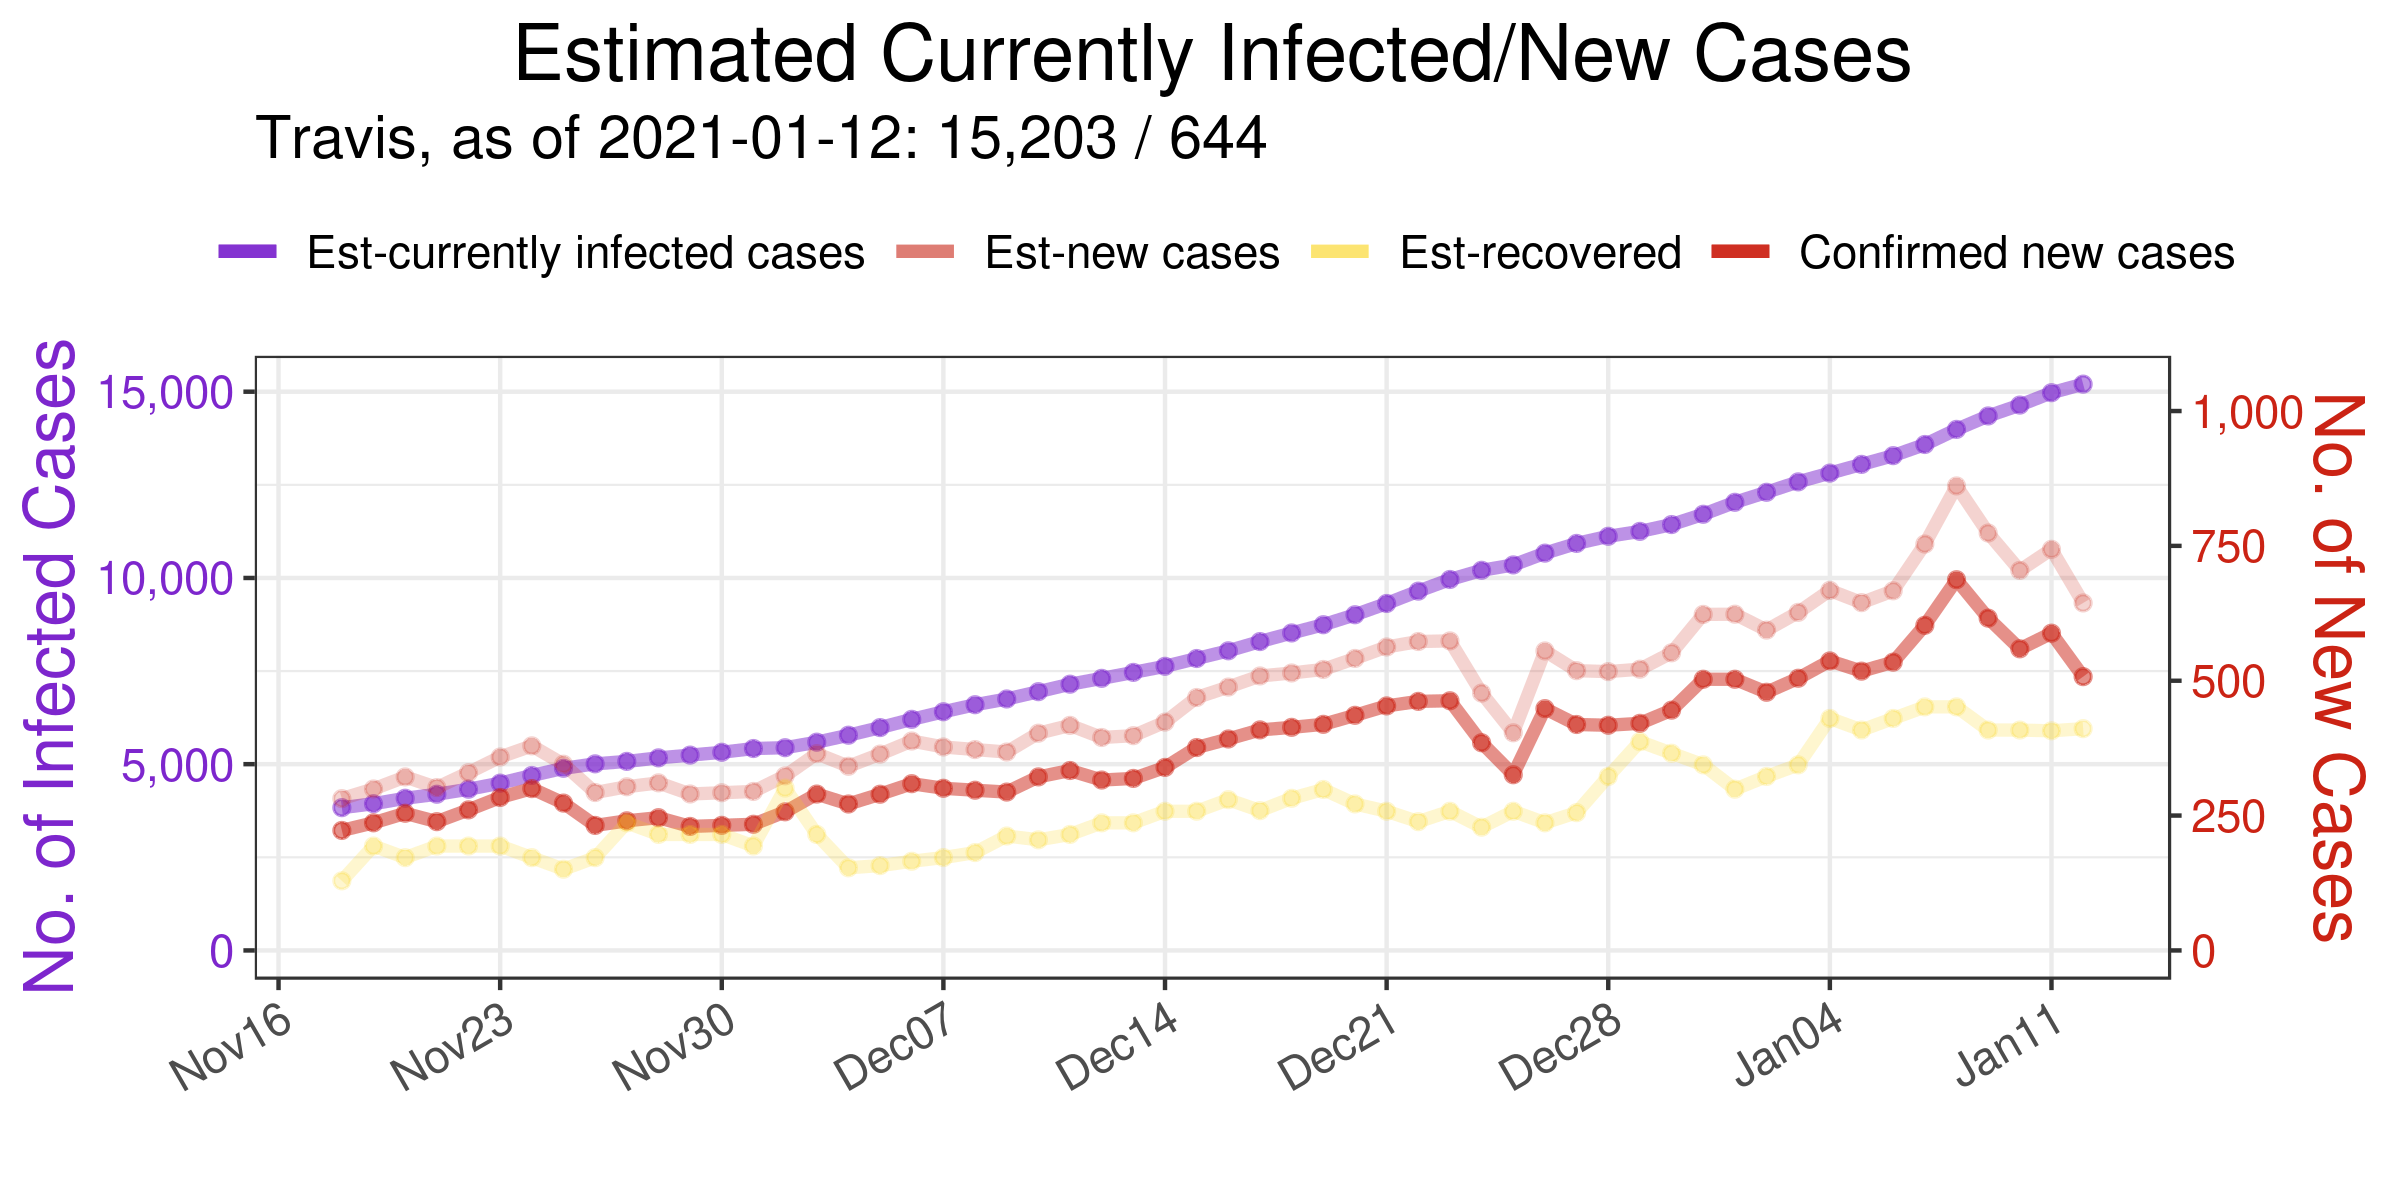 Estimated Currently Infected/New Cases
Travis, as of 2021-01-12: 15,203 / 644
Est-currently infected cases Est-new cases Est-recovered Confirmed new cases
No. of Infected Cases
15,000
10,000
5,000
0
1,000
750
500
250
0
No. of New Cases
Nov16 Nov23 Nov30 Dec07 Dec14 Dec21 Dec28 Jan04 Jan11